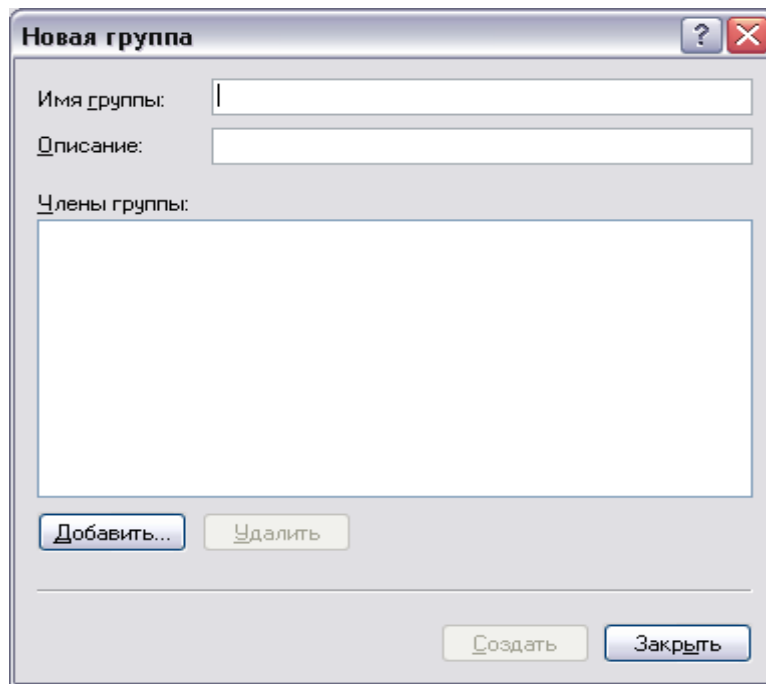 Новая группа
Имя группы:
Описание:
Члены группы:
Добавить... Удалить
Создать Закрыть